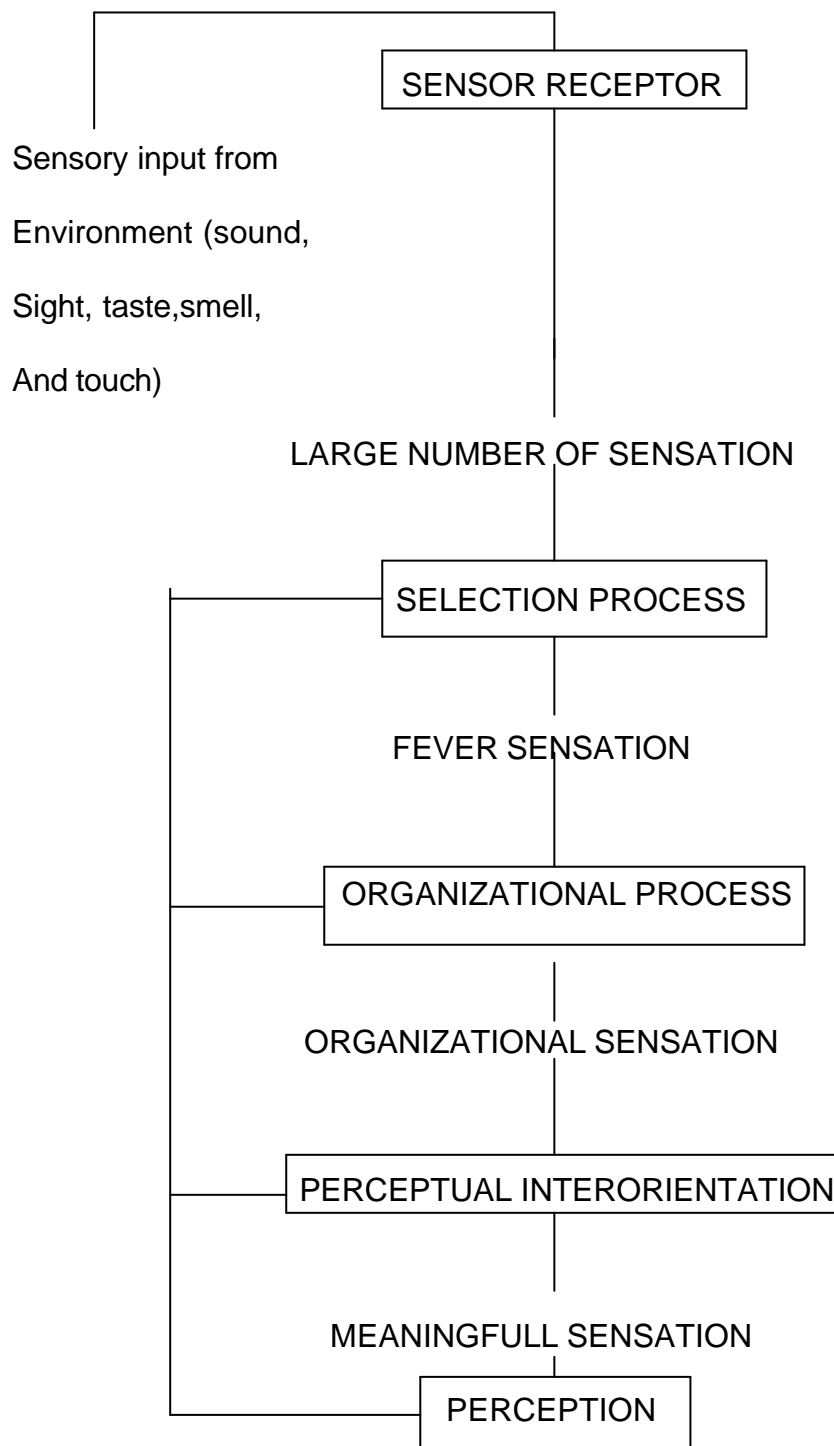 SENSOR RECEPTOR
Sensory input from
Environment (sound,
Sight, taste,smell,
And touch)
LARGE NUMBER OF SENSATION
SELECTION PROCESS
FEVER SENSATION
ORGANIZATIONAL PROCESS
ORGANIZATIONAL SENSATION
PERCEPTUAL INTERORIENTATION
MEANINGFULL SENSATION
PERCEPTION